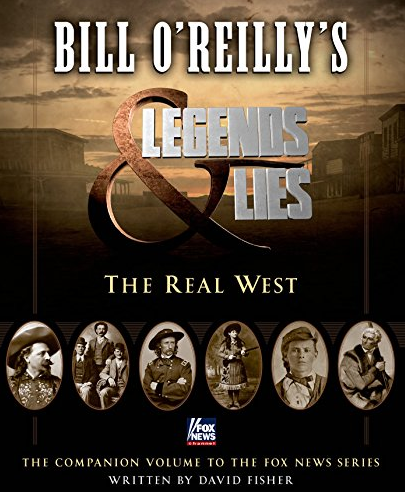 BILL O'REILLY'S
LEGENDS
&
LIES
THE REAL WEST
FOX
NEWS
channel
THE COMPANION VOLUME TO THE FOX NEWS SERIES
WRITTEN BY DAVID FISHER